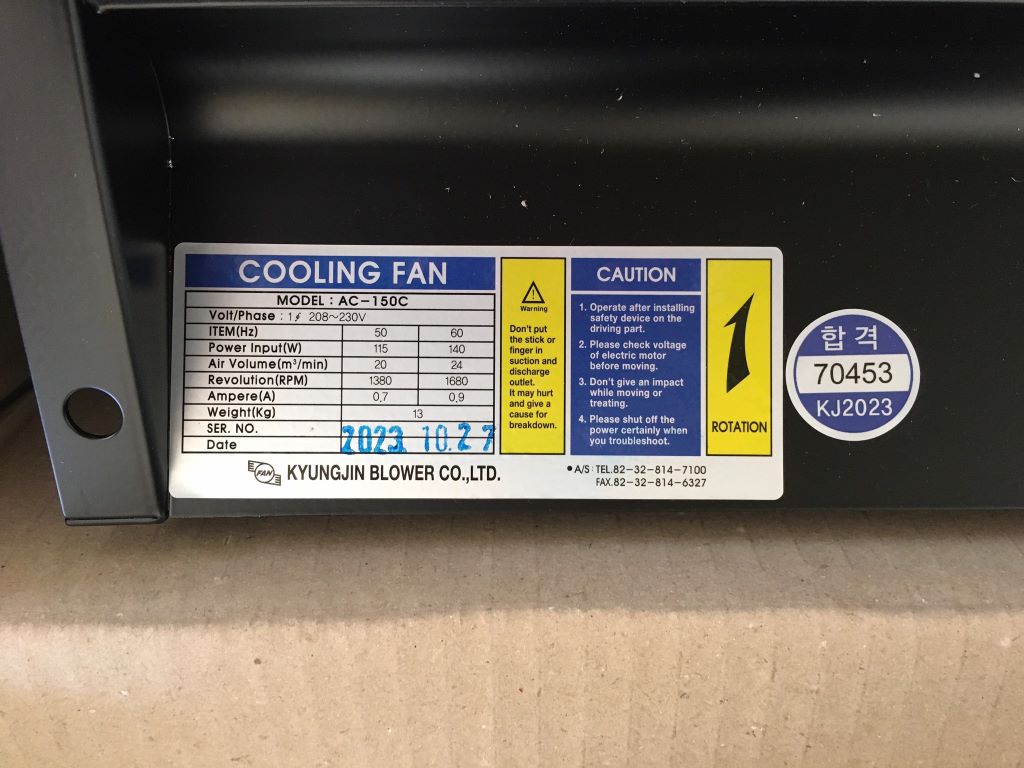 COOLING FAN
MODEL : AC-150C
Volt/Phase : 1∮ 208~230V
ITEM(Hz) 50 60
Power Input(W) 115 140
Air Volume(m³/min) 20 24
Revolution(RPM) 1380 1680
Ampere(A) 0.7 0.9
Weight(Kg) 13
SER. NO.
Date 2023. 10. 27
FAN KYUNGJIN BLOWER CO.,LTD.
Warning
Don't put
the stick or
finger in
suction and
discharge
outlet.
It may hurt
and give a
cause for
breakdown.
CAUTION
1. Operate after installing
safety device on the
driving part.
2. Please check voltage
of electric motor
before moving.
3. Don't give an impact
while moving or
treating.
4. Please shut off the
power certainly when
you troubleshoot.
ROTATION
•A/S: TEL.82-32-814-7100
FAX.82-32-814-6327
합 격
70453
KJ2023